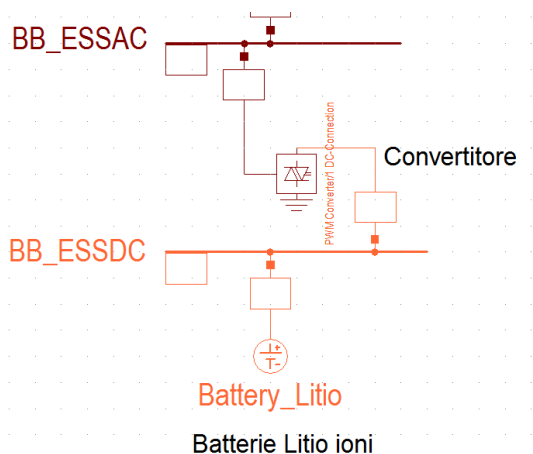 BB_ESSAC
PWM Converter/1 DC-Connection
Convertitore
BB_ESSDC
Battery_Litio
Batterie Litio ioni